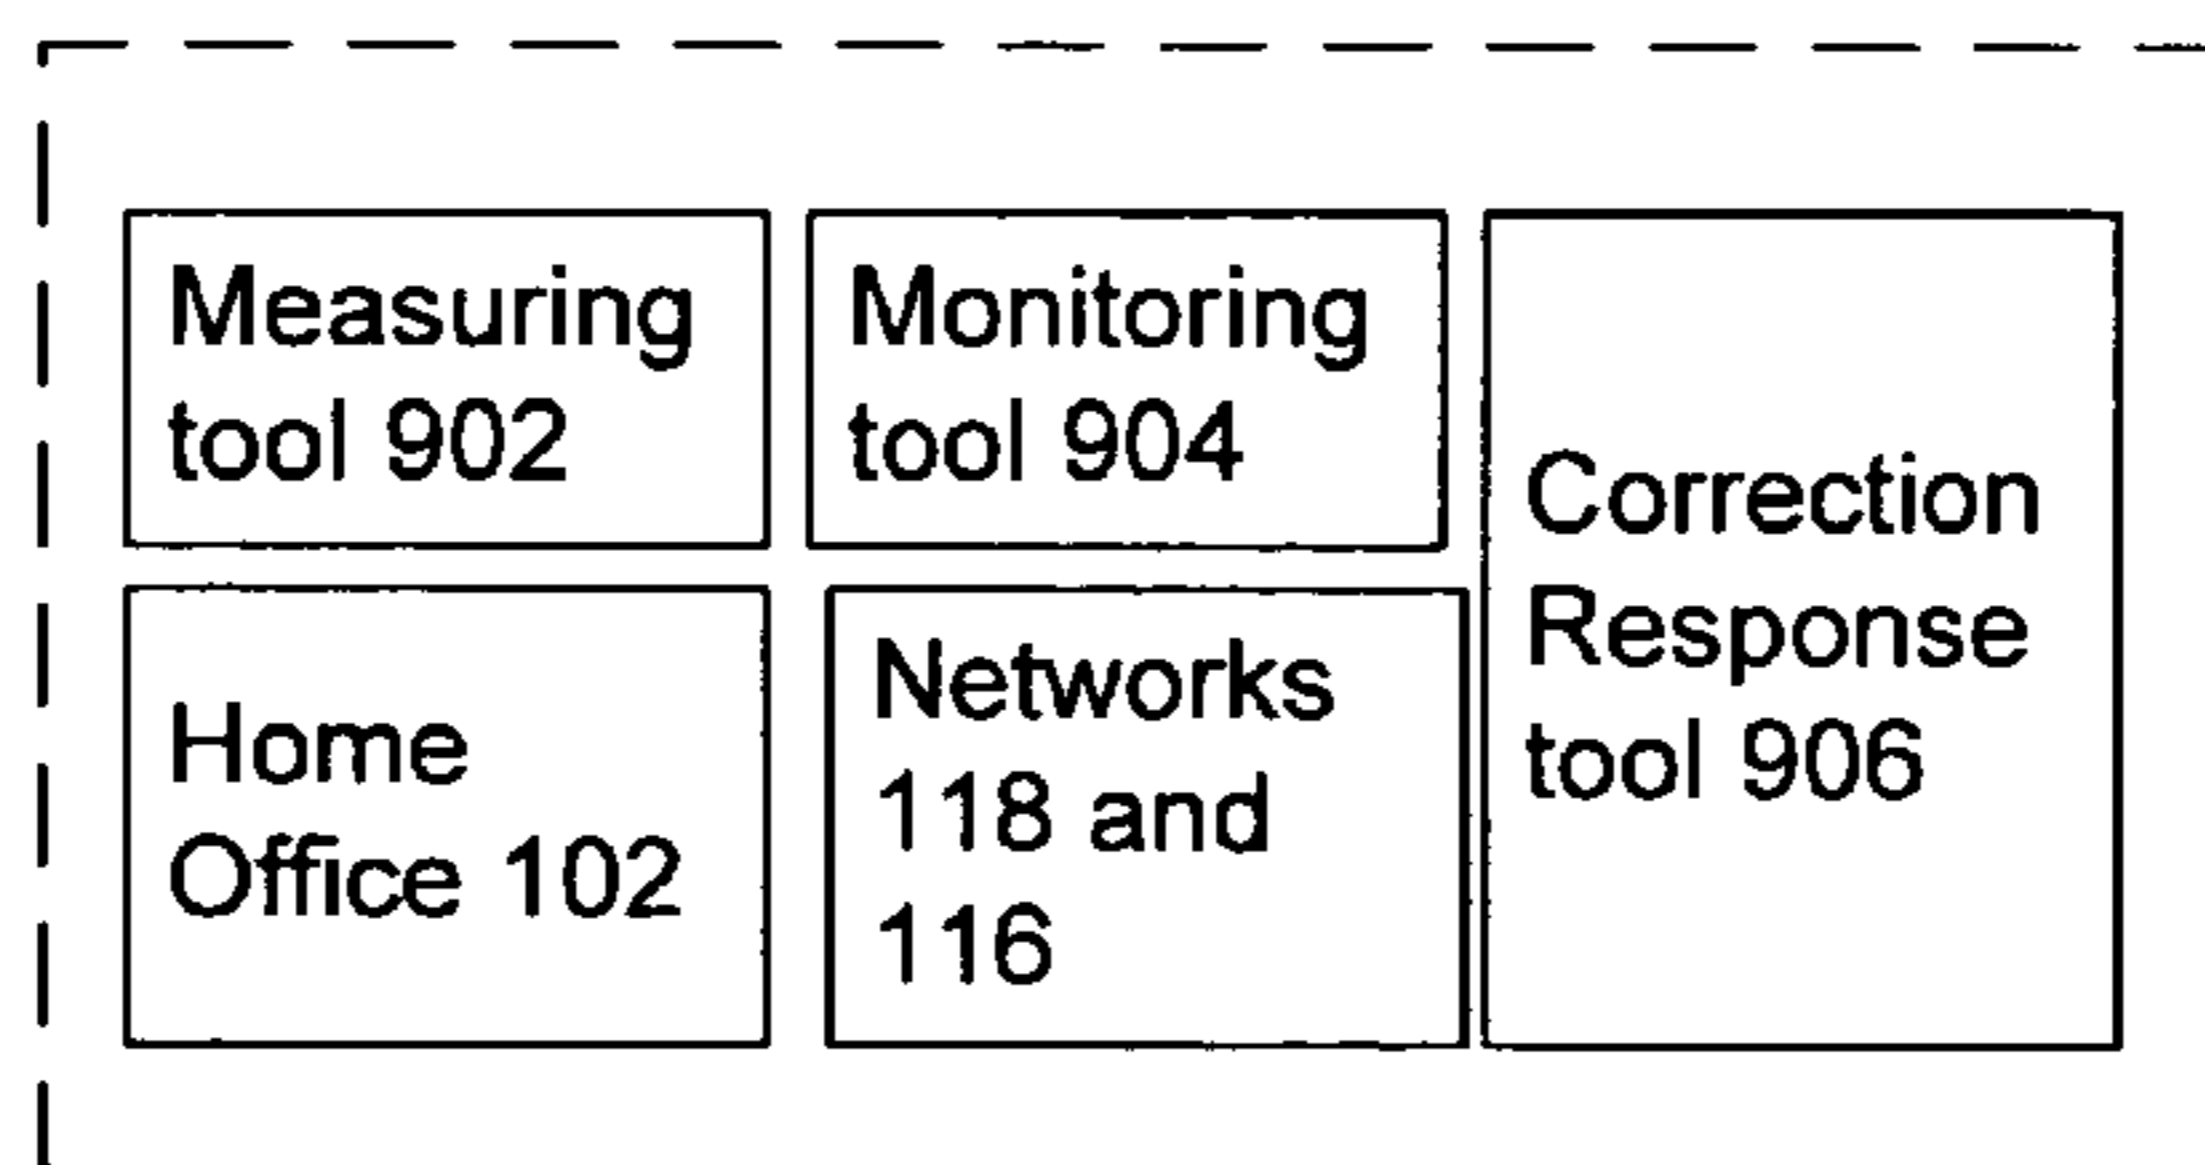 Measuring
tool 902
Monitoring
tool 904
Correction
Response
tool 906
Home
Office 102
Networks
118 and
116